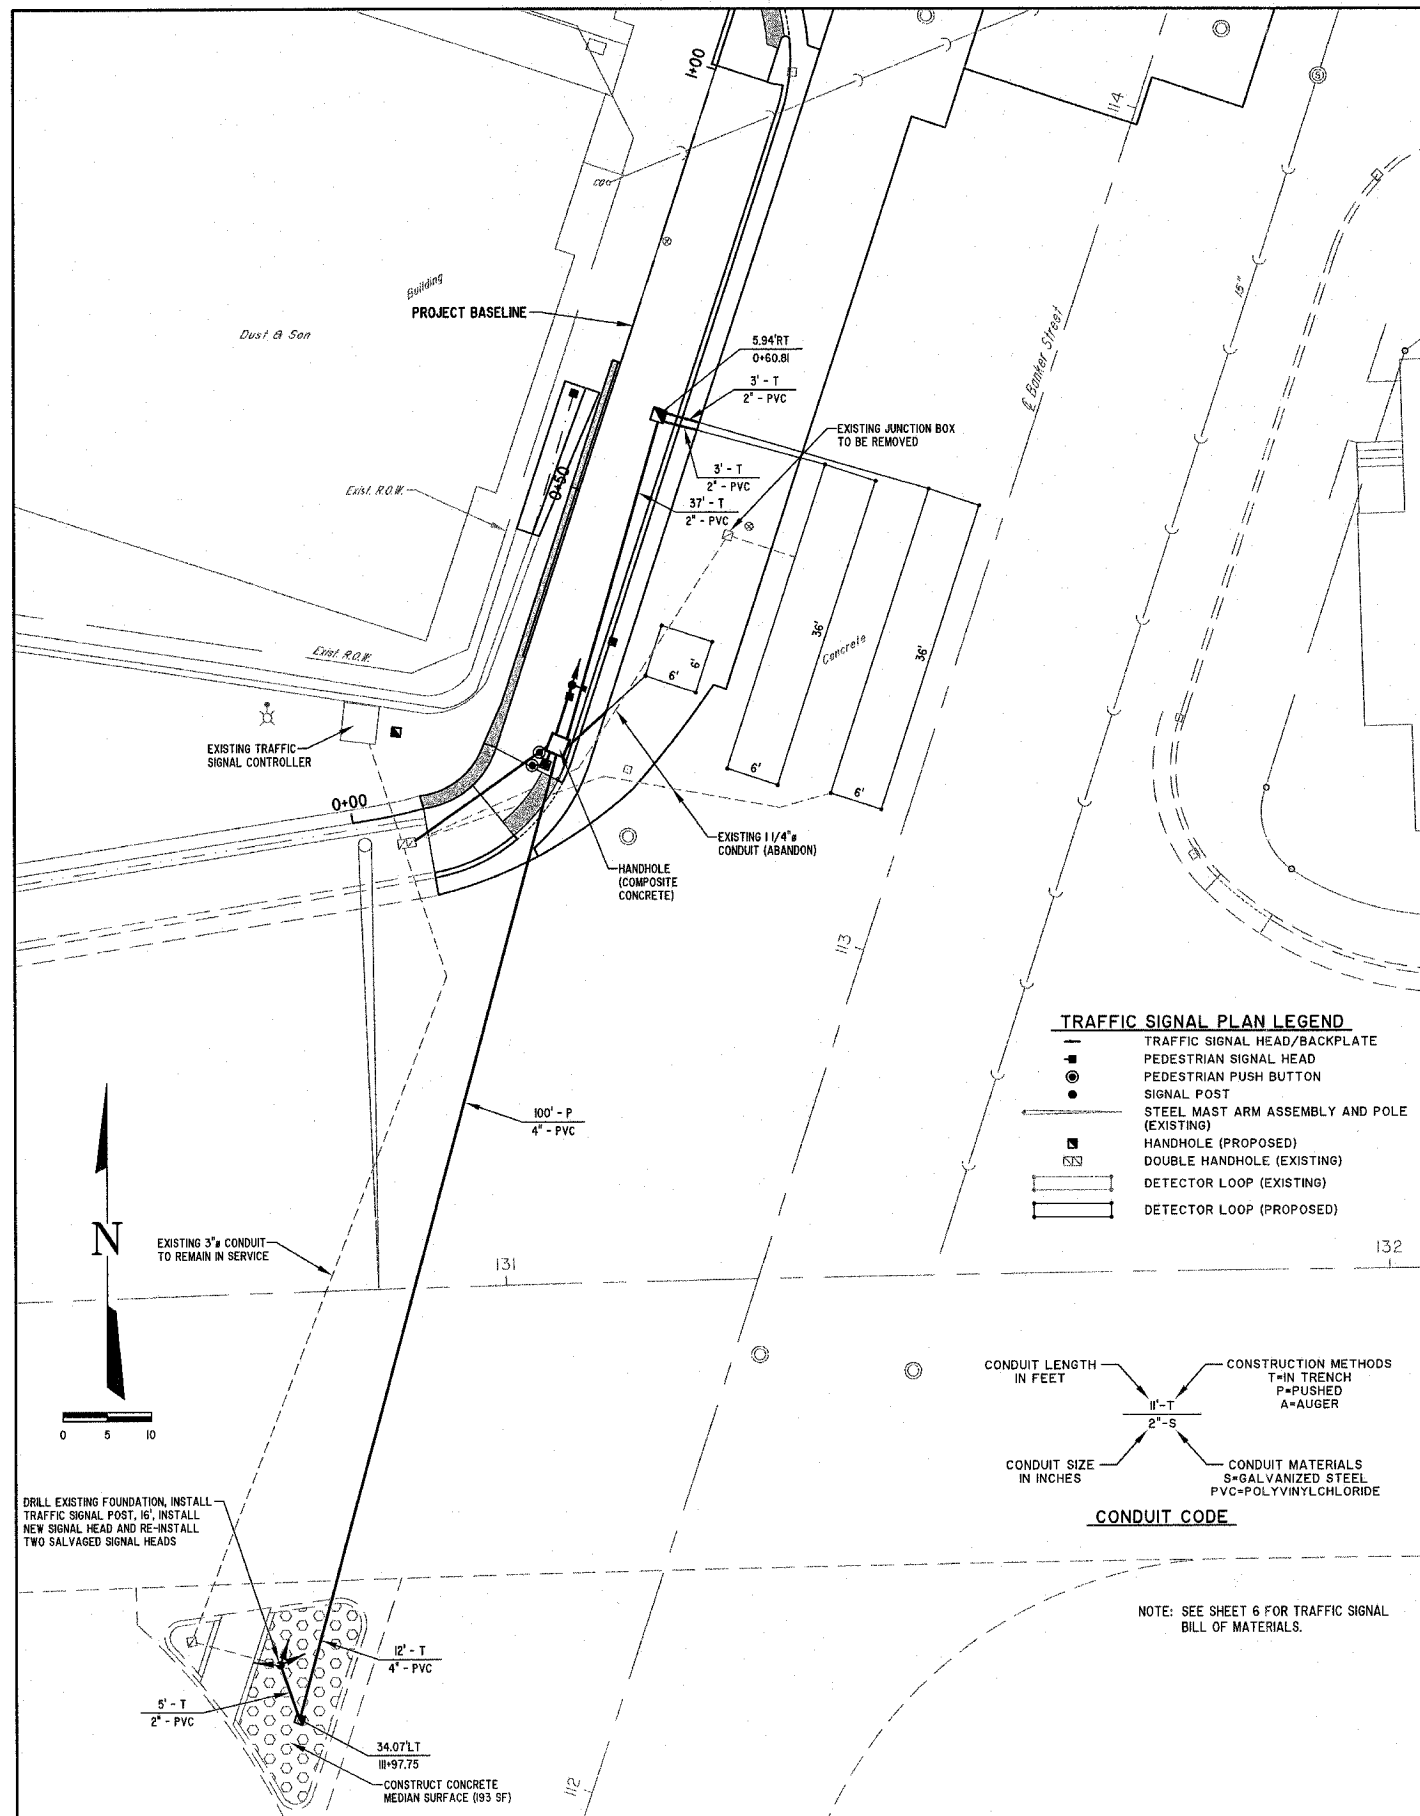 1+00
114
15"
CO
Building
PROJECT BASELINE
Dust & Son
℄ Banker Street
5.94'RT
0+60.81
3' - T
2" - PVC
EXISTING JUNCTION BOX
TO BE REMOVED
3' - T
2" - PVC
0+50
Exist. R.O.W.
37' - T
2" - PVC
36'
Concrete
36'
6'
6'
Exist. R.O.W.
6'
6'
EXISTING TRAFFIC
SIGNAL CONTROLLER
0+00
EXISTING 1 1/4"ø
CONDUIT (ABANDON)
HANDHOLE
(COMPOSITE
CONCRETE)
113
TRAFFIC SIGNAL PLAN LEGEND
TRAFFIC SIGNAL HEAD/BACKPLATE
PEDESTRIAN SIGNAL HEAD
PEDESTRIAN PUSH BUTTON
SIGNAL POST
STEEL MAST ARM ASSEMBLY AND POLE
(EXISTING)
HANDHOLE (PROPOSED)
DOUBLE HANDHOLE (EXISTING)
DETECTOR LOOP (EXISTING)
DETECTOR LOOP (PROPOSED)
100' - P
4" - PVC
N
EXISTING 3"ø CONDUIT
TO REMAIN IN SERVICE
131
132
0 5 10
CONDUIT LENGTH
IN FEET
CONSTRUCTION METHODS
T=IN TRENCH
P=PUSHED
A=AUGER
11'-T
2"-S
CONDUIT SIZE
IN INCHES
CONDUIT MATERIALS
S=GALVANIZED STEEL
PVC=POLYVINYLCHLORIDE
CONDUIT CODE
DRILL EXISTING FOUNDATION, INSTALL
TRAFFIC SIGNAL POST, 16', INSTALL
NEW SIGNAL HEAD AND RE-INSTALL
TWO SALVAGED SIGNAL HEADS
NOTE: SEE SHEET 6 FOR TRAFFIC SIGNAL
BILL OF MATERIALS.
12' - T
4" - PVC
5' - T
2" - PVC
34.07'LT
111+97.75
CONSTRUCT CONCRETE
MEDIAN SURFACE (193 SF)
112